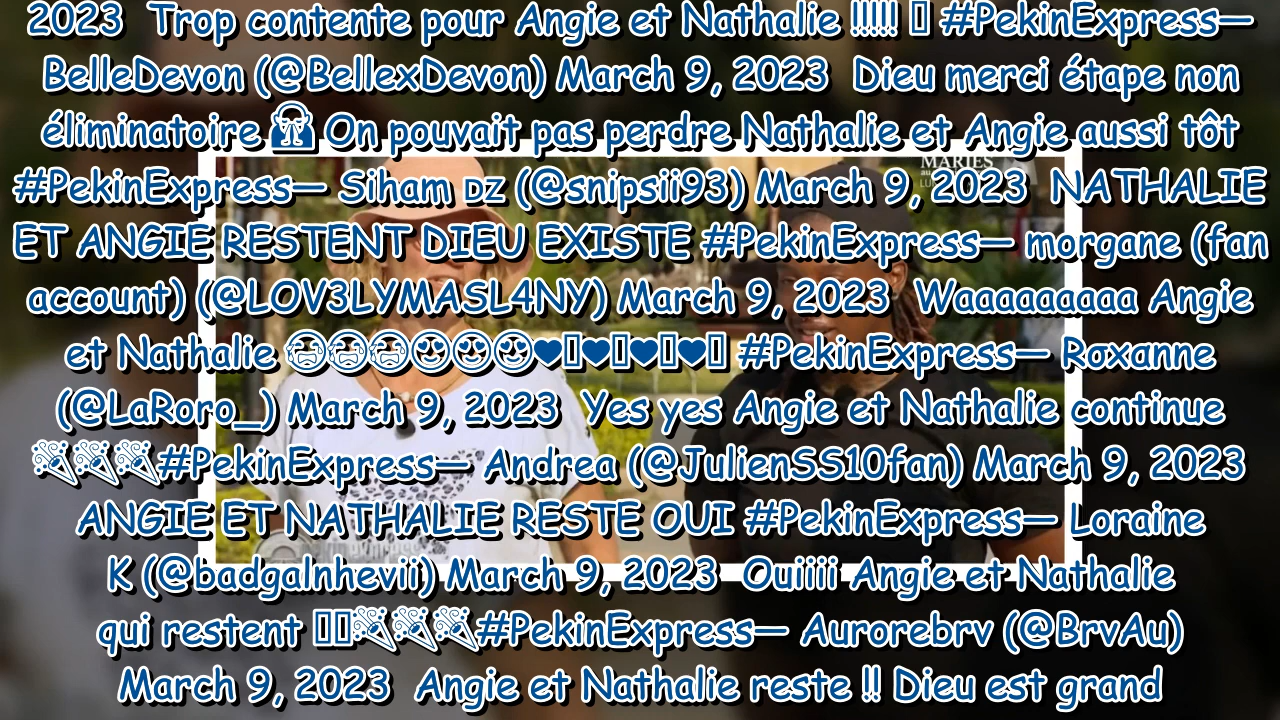 2023 Trop contente pour Angie et Nathalie !!!!! #PekinExpress—
BelleDevon (@BellexDevon) March 9, 2023 Dieu merci étape non
éliminatoire On pouvait pas perdre Nathalie et Angie aussi tôt
#PekinExpress— Siham DZ (@snipsii93) March 9, 2023 NATHALIE
ET ANGIE RESTENT DIEU EXISTE #PekinExpress— morgane (fan
account) (@LOV3LYMASL4NY) March 9, 2023 Waaaaaaaaa Angie
et Nathalie 😭😭😭😍😍😍♥♥♥♥ #PekinExpress— Roxanne
(@LaRoro_) March 9, 2023 Yes yes Angie et Nathalie continue
🎉🎉🎉#PekinExpress— Andrea (@JulienSS10fan) March 9, 2023
ANGIE ET NATHALIE RESTE OUI #PekinExpress— Loraine
K (@badgalnhevii) March 9, 2023 Ouiiii Angie et Nathalie
qui restent 🎉🎉🎉#PekinExpress— Aurorebrv (@BrvAu)
March 9, 2023 Angie et Nathalie reste !! Dieu est grand
MARIÉS